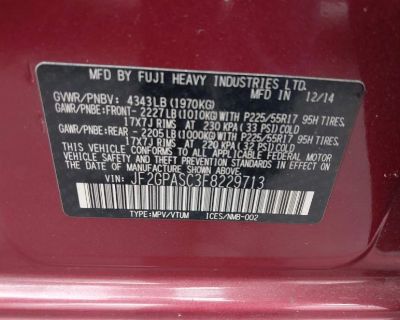 MFD. BY FUJI HEAVY INDUSTRIES LTD.
GVWR/PNBV: 4343LB (1970KG) MADE IN 12/14
GAWR/PNBE:FRONT- 2227LB(1010KG)WITH P225/55R17 95H TIRES,
17X7J RIMS AT 230 KPA (33 PSI)COLD
GAWR/PNBE:REAR - 2205LB(1000KG)WITH P225/55R17 95H TIRES,
17X7J RIMS AT 220 KPA (32 PSI)COLD
THIS VEHICLE CONFORMS TO ALL APPLICABLE FEDERAL MOTOR
VEHICLE SAFETY STANDARDS IN EFFECT ON THE DATE OF
MANUFACTURE SHOWN ABOVE
VIN: JF2GPASC3F8229713
TYPE:MPV/VTUM ICES/NMB-002